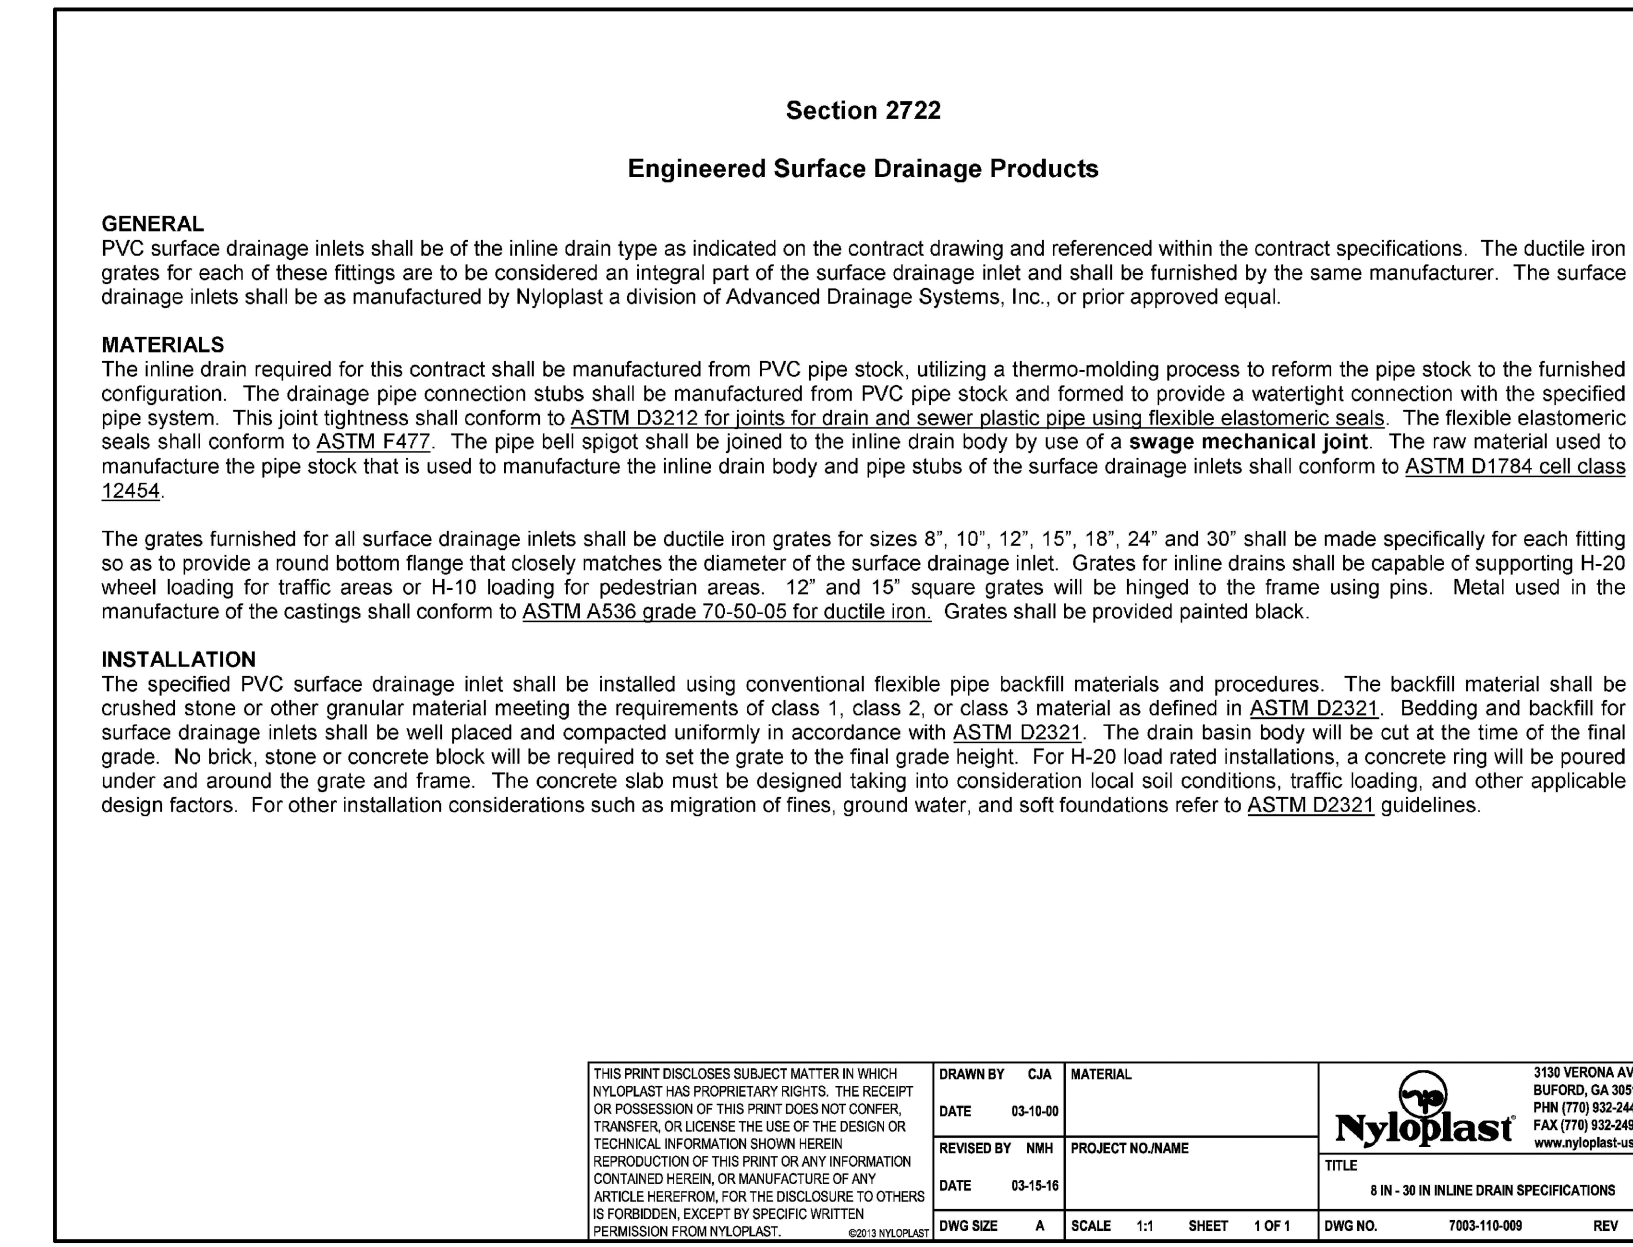 Section 2722
Engineered Surface Drainage Products
GENERAL
PVC surface drainage inlets shall be of the inline drain type as indicated on the contract drawing and referenced within the contract specifications. The ductile iron
grates for each of these fittings are to be considered an integral part of the surface drainage inlet and shall be furnished by the same manufacturer. The surface
drainage inlets shall be as manufactured by Nyloplast a division of Advanced Drainage Systems, Inc., or prior approved equal.
MATERIALS
The inline drain required for this contract shall be manufactured from PVC pipe stock, utilizing a thermo-molding process to reform the pipe stock to the furnished
configuration. The drainage pipe connection stubs shall be manufactured from PVC pipe stock and formed to provide a watertight connection with the specified
pipe system. This joint tightness shall conform to ASTM D3212 for joints for drain and sewer plastic pipe using flexible elastomeric seals. The flexible elastomeric
seals shall conform to ASTM F477. The pipe bell spigot shall be joined to the inline drain body by use of a swage mechanical joint. The raw material used to
manufacture the pipe stock that is used to manufacture the inline drain body and pipe stubs of the surface drainage inlets shall conform to ASTM D1784 cell class
12454.
The grates furnished for all surface drainage inlets shall be ductile iron grates for sizes 8”, 10”, 12”, 15”, 18”, 24” and 30” shall be made specifically for each fitting
so as to provide a round bottom flange that closely matches the diameter of the surface drainage inlet. Grates for inline drains shall be capable of supporting H-20
wheel loading for traffic areas or H-10 loading for pedestrian areas. 12” and 15” square grates will be hinged to the frame using pins. Metal used in the
manufacture of the castings shall conform to ASTM A536 grade 70-50-05 for ductile iron. Grates shall be provided painted black.
INSTALLATION
The specified PVC surface drainage inlet shall be installed using conventional flexible pipe backfill materials and procedures. The backfill material shall be
crushed stone or other granular material meeting the requirements of class 1, class 2, or class 3 material as defined in ASTM D2321. Bedding and backfill for
surface drainage inlets shall be well placed and compacted uniformly in accordance with ASTM D2321. The drain basin body will be cut at the time of the final
grade. No brick, stone or concrete block will be required to set the grate to the final grade height. For H-20 load rated installations, a concrete ring will be poured
under and around the grate and frame. The concrete slab must be designed taking into consideration local soil conditions, traffic loading, and other applicable
design factors. For other installation considerations such as migration of fines, ground water, and soft foundations refer to ASTM D2321 guidelines.
THIS PRINT DISCLOSES SUBJECT MATTER IN WHICH
NYLOPLAST HAS PROPRIETARY RIGHTS. THE RECEIPT
OR POSSESSION OF THIS PRINT DOES NOT CONFER,
TRANSFER, OR LICENSE THE USE OF THE DESIGN OR
TECHNICAL INFORMATION SHOWN HEREIN
REPRODUCTION OF THIS PRINT OR ANY INFORMATION
CONTAINED HEREIN, OR MANUFACTURE OF ANY
ARTICLE HEREFROM, FOR THE DISCLOSURE TO OTHERS
IS FORBIDDEN, EXCEPT BY SPECIFIC WRITTEN
PERMISSION FROM NYLOPLAST. ©2013 NYLOPLAST
DRAWN BY CJA
DATE 03-10-00
REVISED BY NMH
DATE 03-15-16
DWG SIZE A
MATERIAL
PROJECT NO./NAME
SCALE 1:1 SHEET 1 OF 1
Nyloplast®
3130 VERONA AV
BUFORD, GA 305
PHN (770) 932-244
FAX (770) 932-249
www.nyloplast-us
TITLE
8 IN - 30 IN INLINE DRAIN SPECIFICATIONS
DWG NO. 7003-110-009 REV